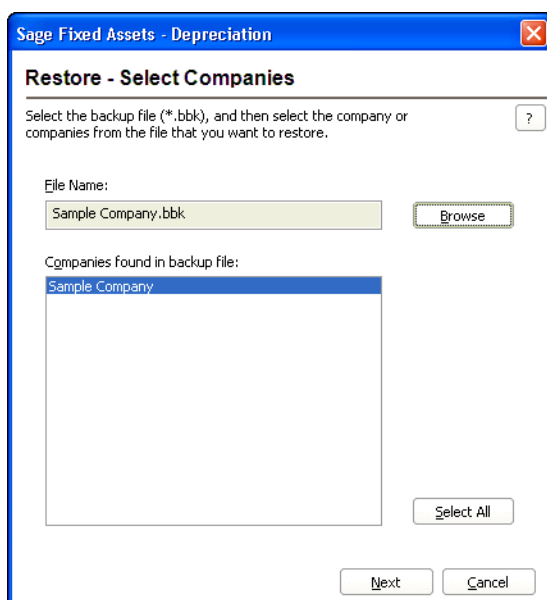 Sage Fixed Assets - Depreciation
Restore - Select Companies
Select the backup file (*.bbk), and then select the company or
companies from the file that you want to restore.
?
File Name:
Sample Company.bbk
Browse
Companies found in backup file:
Sample Company
Select All
Next
Cancel